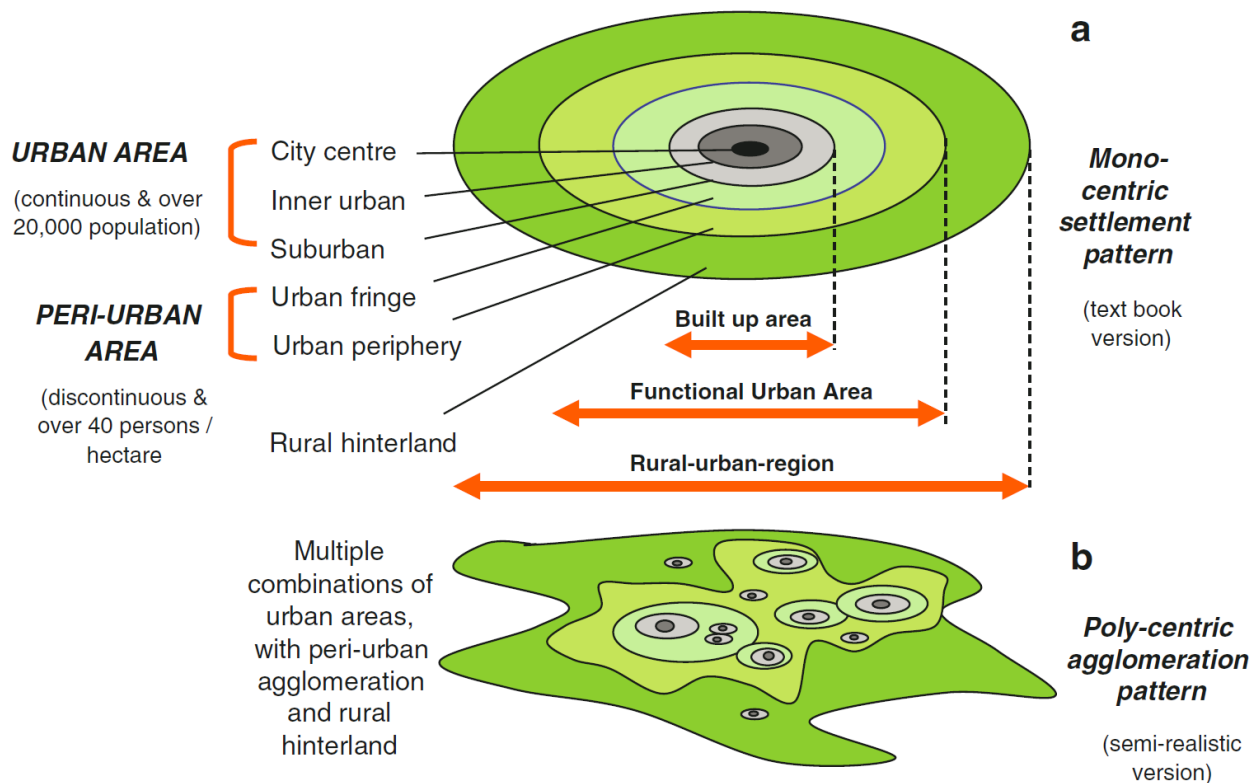 a
URBAN AREA
(continuous & over
20,000 population)
City centre
Inner urban
Suburban
PERI-URBAN
AREA
(discontinuous &
over 40 persons /
hectare
Urban fringe
Urban periphery
Rural hinterland
Built up area
Functional Urban Area
Rural-urban-region
Mono-
centric
settlement
pattern
(text book
version)
Multiple
combinations of
urban areas,
with peri-urban
agglomeration
and rural
hinterland
b
Poly-centric
agglomeration
pattern
(semi-realistic
version)